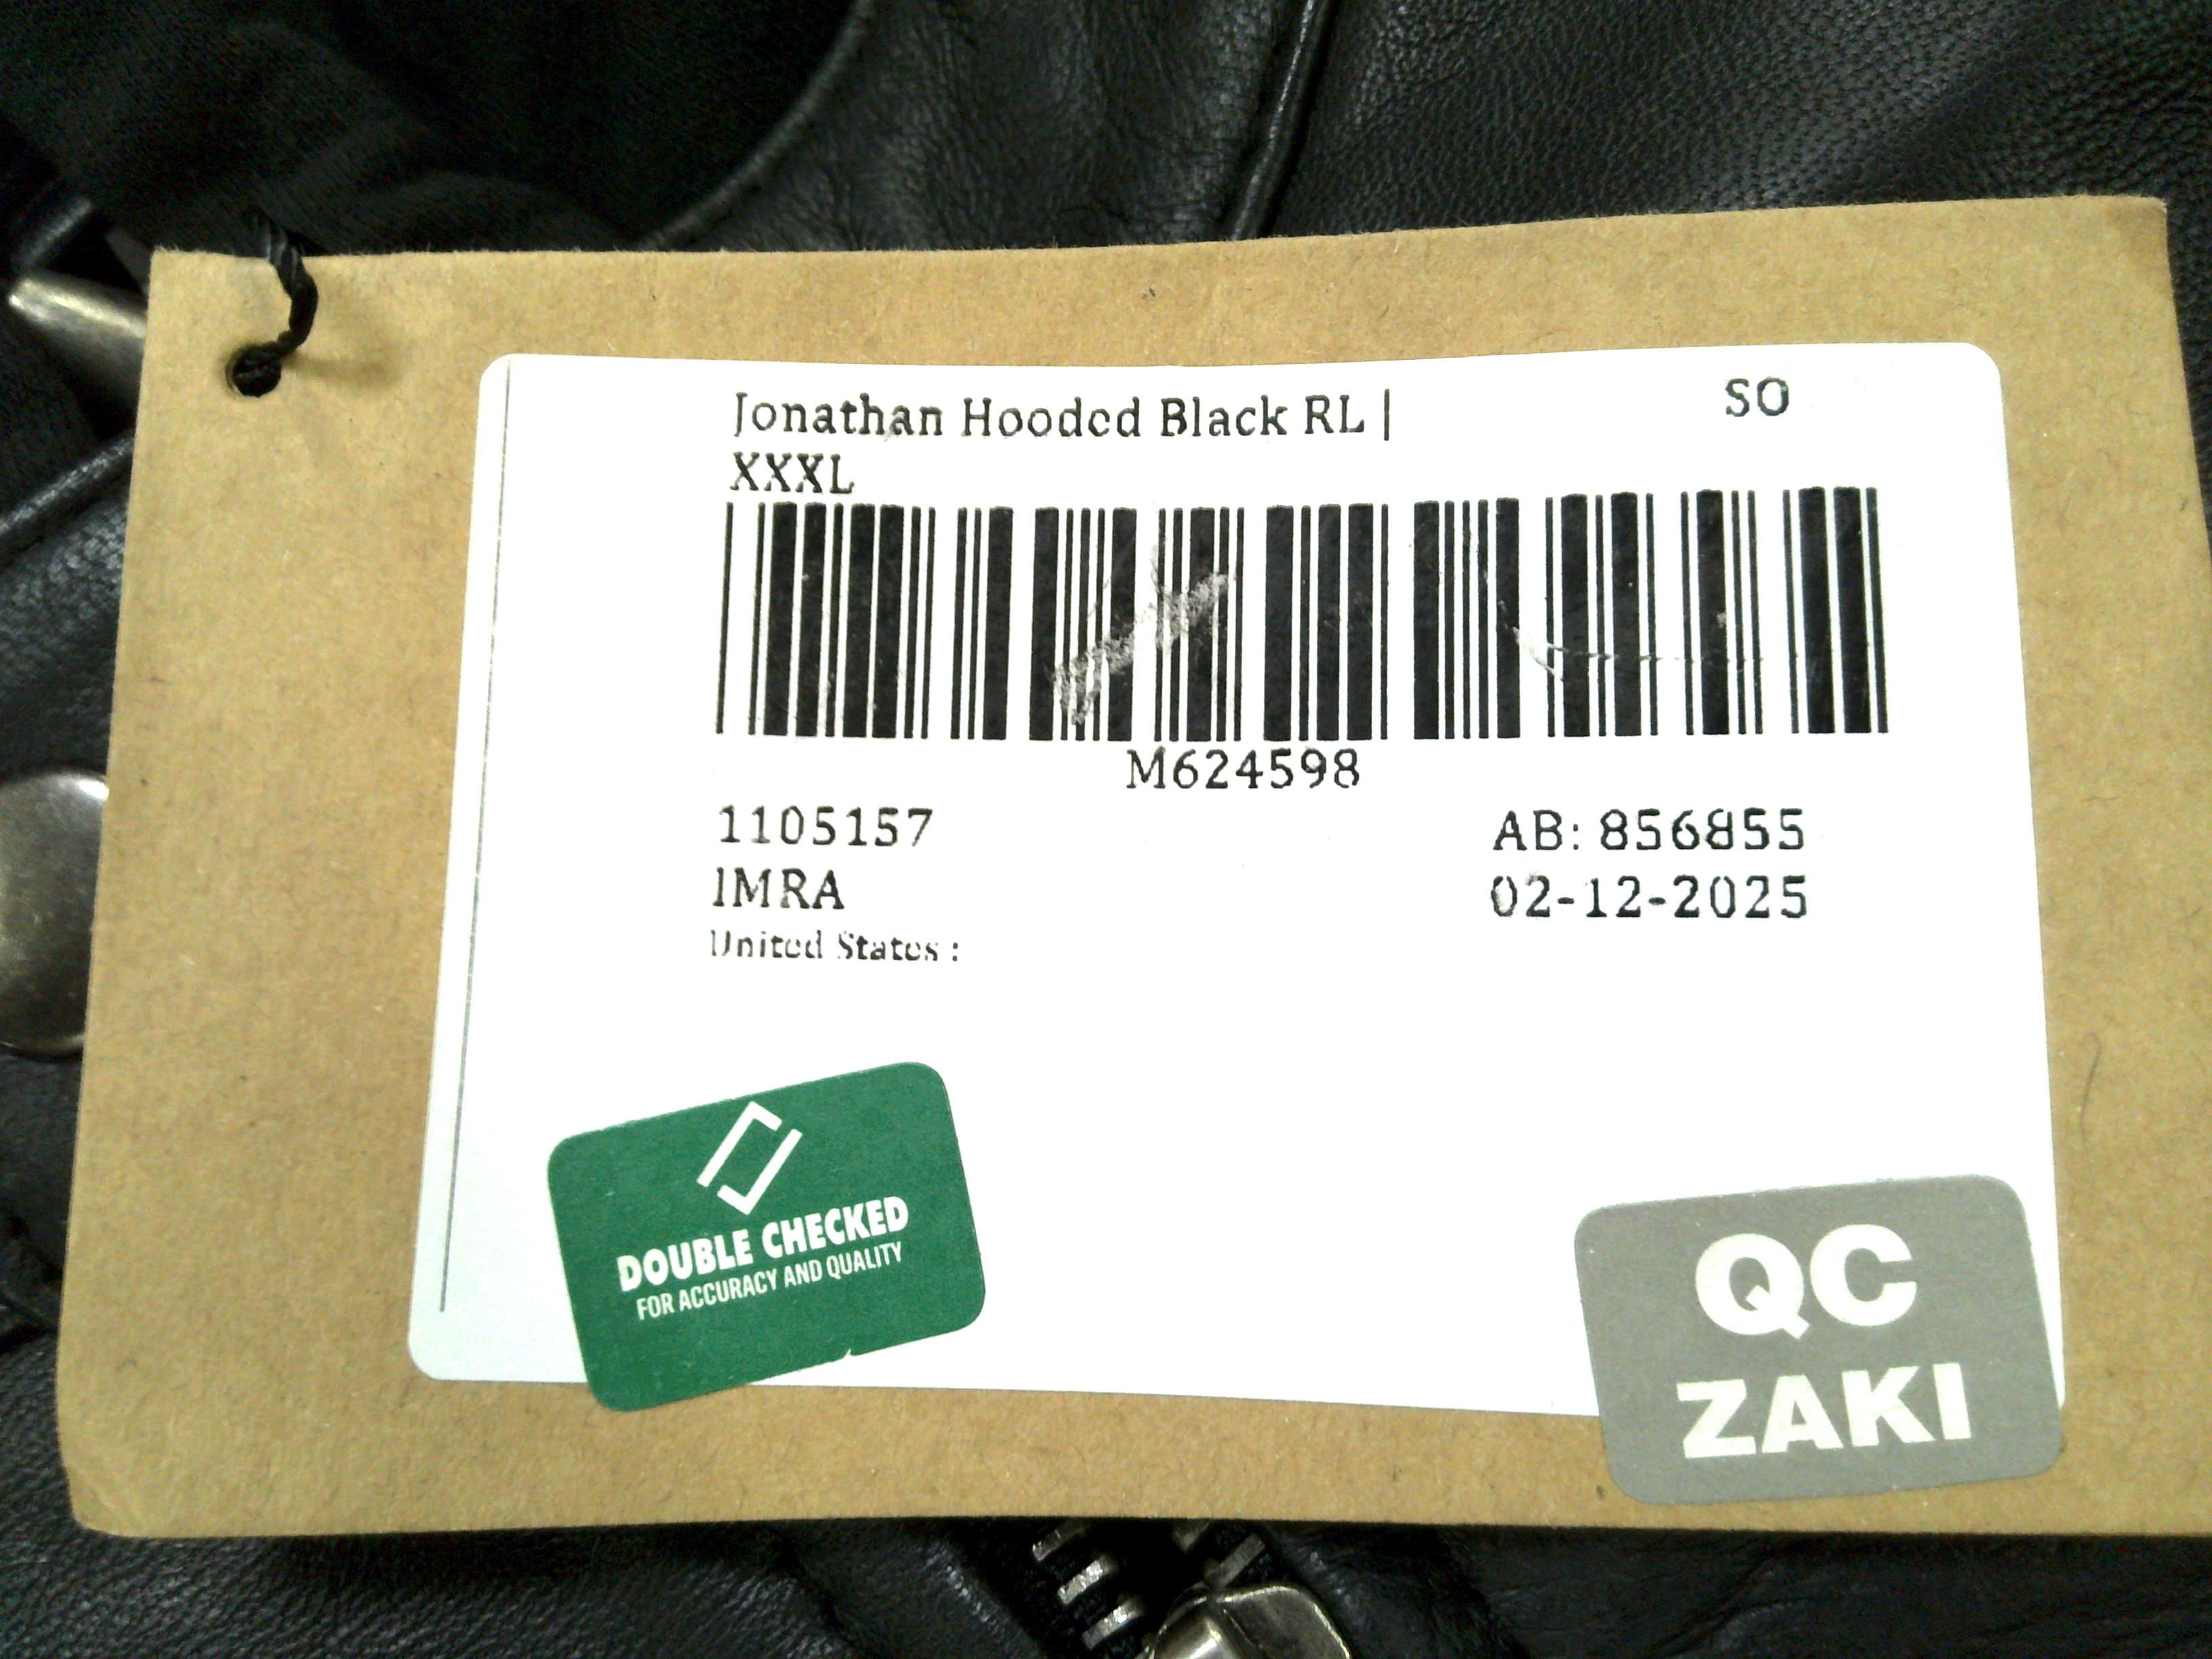 Jonathan Hooded Black RL | SO
XXXL
M624598
1105157 AB: 856855
IMRA 02-12-2025
United States :
DOUBLE CHECKED
FOR ACCURACY AND QUALITY
QC
ZAKI